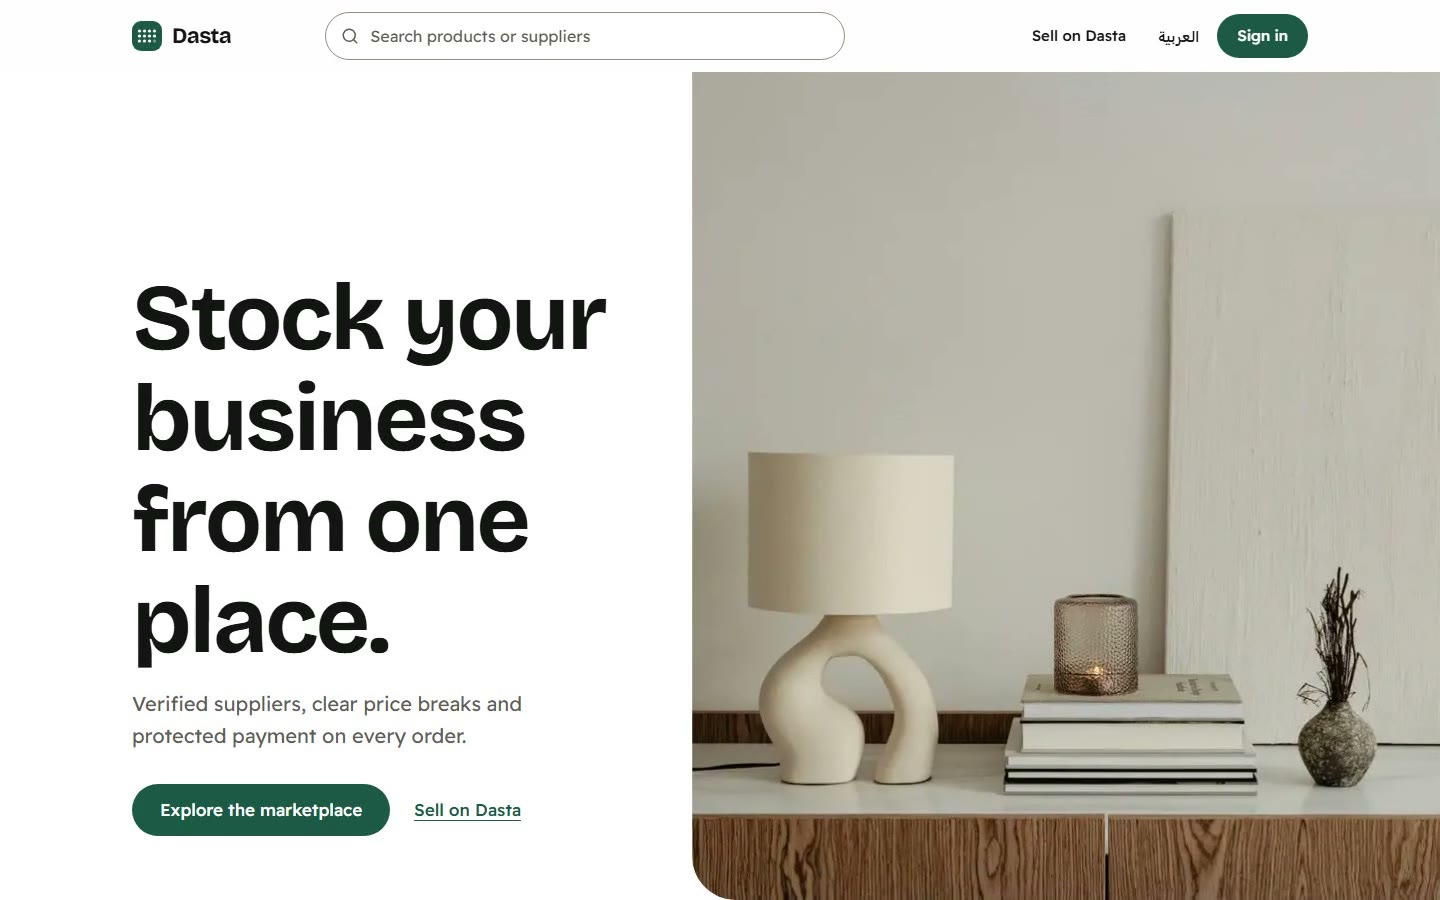 Dasta
Search products or suppliers
Sell on Dasta
العربية
Sign in
Stock your
business
from one
place.
Verified suppliers, clear price breaks and
protected payment on every order.
Explore the marketplace
Sell on Dasta